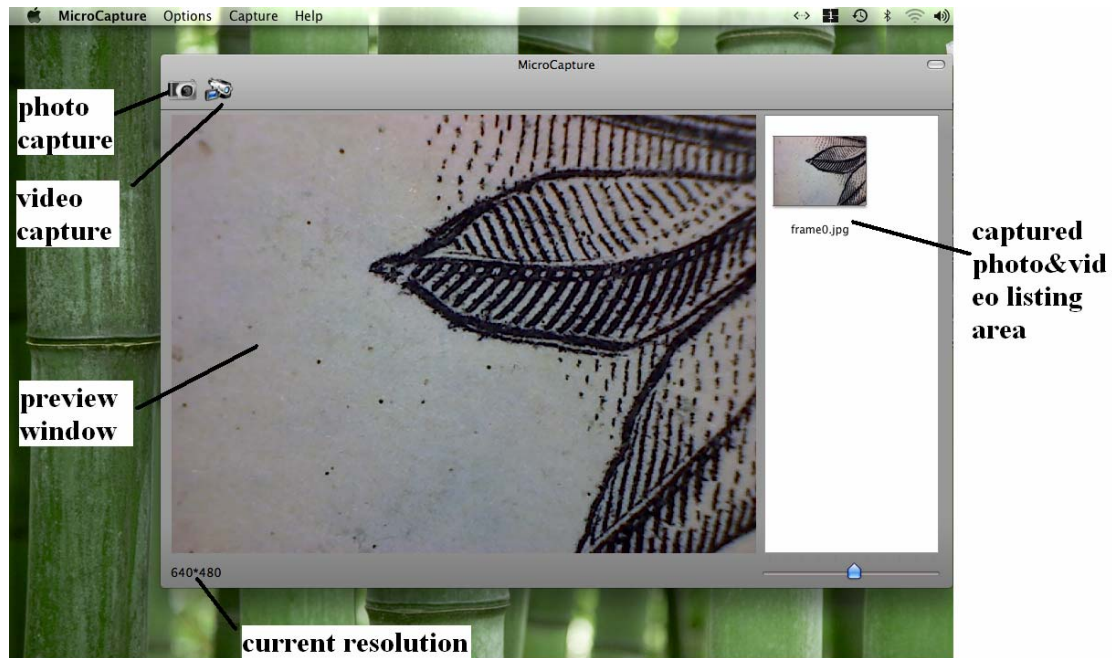 MicroCapture Options Capture Help
MicroCapture
photo
capture
video
capture
frame0.jpg
captured
photo&vid
eo listing
area
preview
window
640*480
current resolution